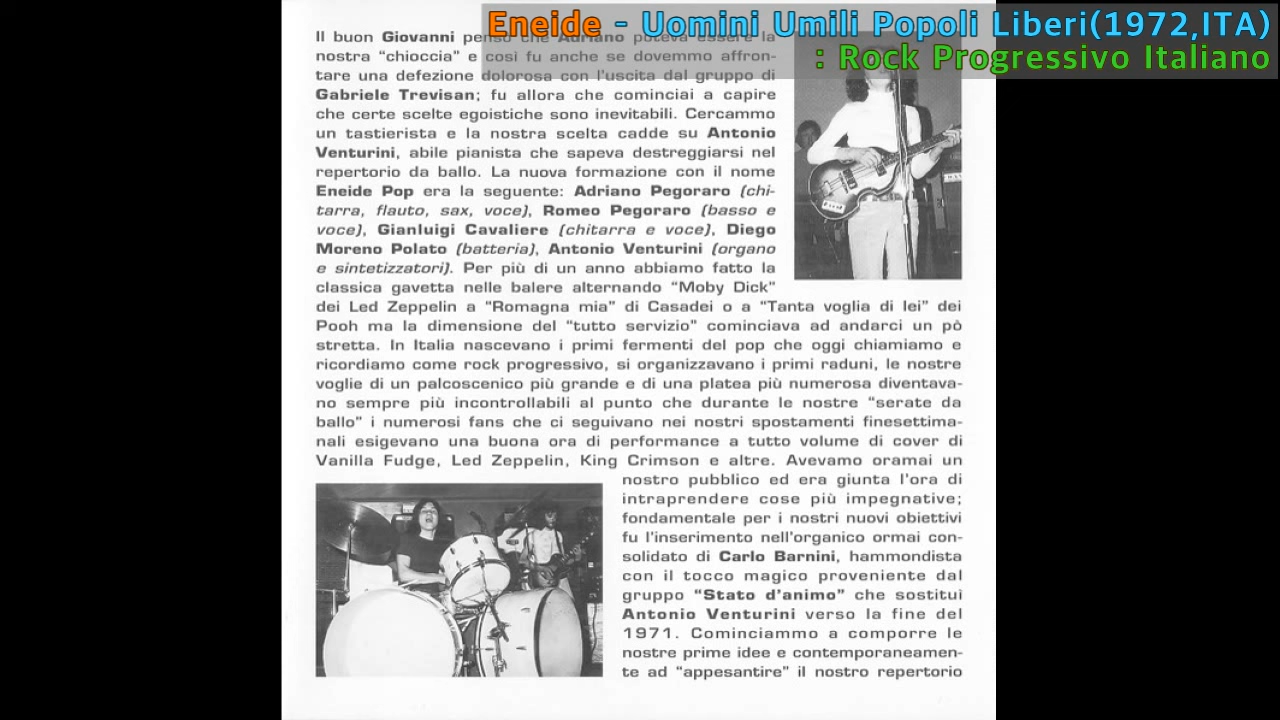 Eneide - Uomini Umili Popoli Liberi(1972,ITA)
: Rock Progressivo Italiano
Il buon Giovanni pensò che Adriano poteva essere la
nostra “chioccia” e così fu anche se dovemmo affron-
tare una defezione dolorosa con l'uscita dal gruppo di
Gabriele Trevisan; fu allora che cominciai a capire
che certe scelte egoistiche sono inevitabili. Cercammo
un tastierista e la nostra scelta cadde su Antonio
Venturini, abile pianista che sapeva destreggiarsi nel
repertorio da ballo. La nuova formazione con il nome
Eneide Pop era la seguente: Adriano Pegoraro (chi-
tarra, flauto, sax, voce), Romeo Pegoraro (basso e
voce), Gianluigi Cavaliere (chitarra e voce), Diego
Moreno Polato (batteria), Antonio Venturini (organo
e sintetizzatori). Per più di un anno abbiamo fatto la
classica gavetta nelle balere alternando “Moby Dick”
dei Led Zeppelin a “Romagna mia” di Casadei o a “Tanta voglia di lei” dei
Pooh ma la dimensione del “tutto servizio” cominciava ad andarci un pò
stretta. In Italia nascevano i primi fermenti del pop che oggi chiamiamo e
ricordiamo come rock progressivo, si organizzavano i primi raduni, le nostre
voglie di un palcoscenico più grande e di una platea più numerosa diventava-
no sempre più incontrollabili al punto che durante le nostre “serate da
ballo” i numerosi fans che ci seguivano nei nostri spostamenti finesettima-
nali esigevano una buona ora di performance a tutto volume di cover di
Vanilla Fudge, Led Zeppelin, King Crimson e altre. Avevamo oramai un
nostro pubblico ed era giunta l'ora di
intraprendere cose più impegnative;
fondamentale per i nostri nuovi obiettivi
fu l'inserimento nell'organico ormai con-
solidato di Carlo Barnini, hammondista
con il tocco magico proveniente dal
gruppo “Stato d'animo” che sostituì
Antonio Venturini verso la fine del
1971. Cominciammo a comporre le
nostre prime idee e contemporaneamen-
te ad “appesantire” il nostro repertorio